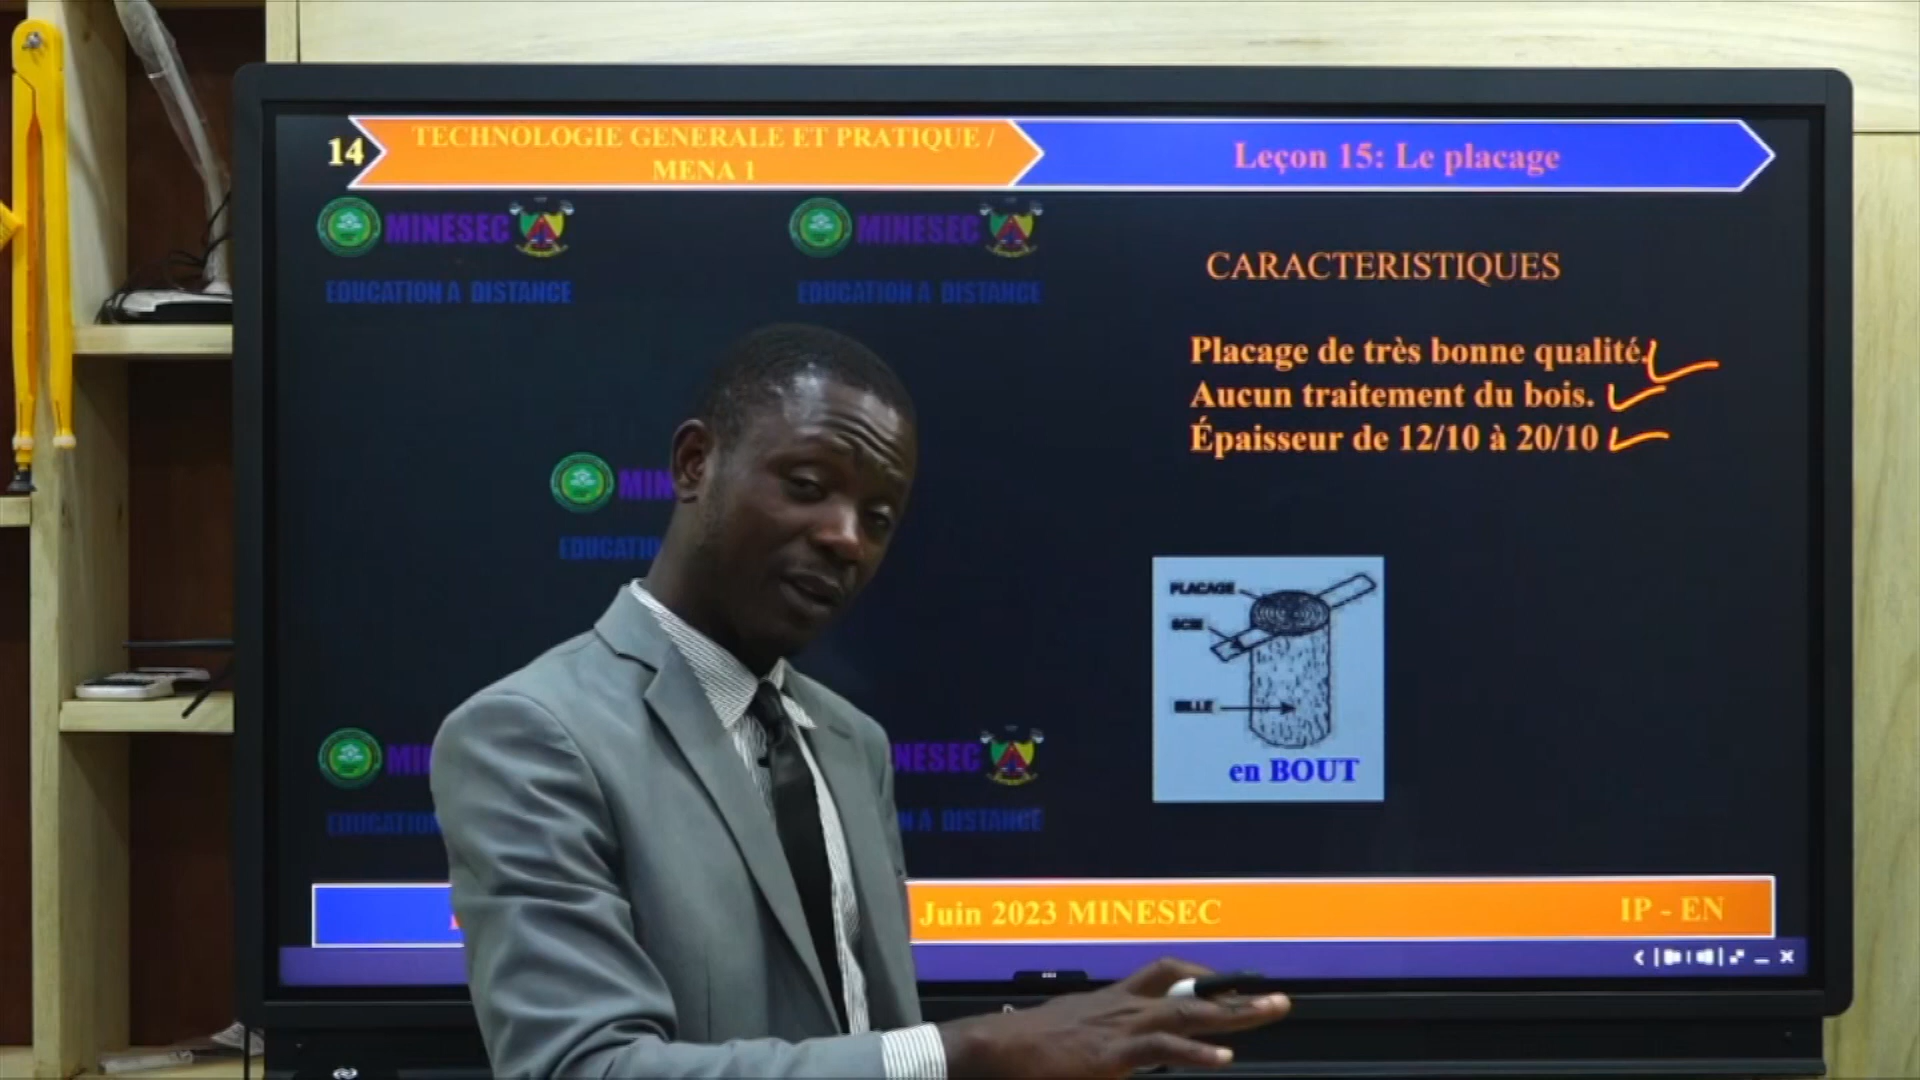 14
TECHNOLOGIE GENERALE ET PRATIQUE /
MENA 1
Leçon 15: Le placage
MINESEC
MINESEC
EDUCATION A DISTANCE
EDUCATION A DISTANCE
CARACTERISTIQUES
Placage de très bonne qualité.
Aucun traitement du bois.
Épaisseur de 12/10 à 20/10
PLACAGE
SCIE
BILLE
en BOUT
Juin 2023 MINESEC
IP - EN